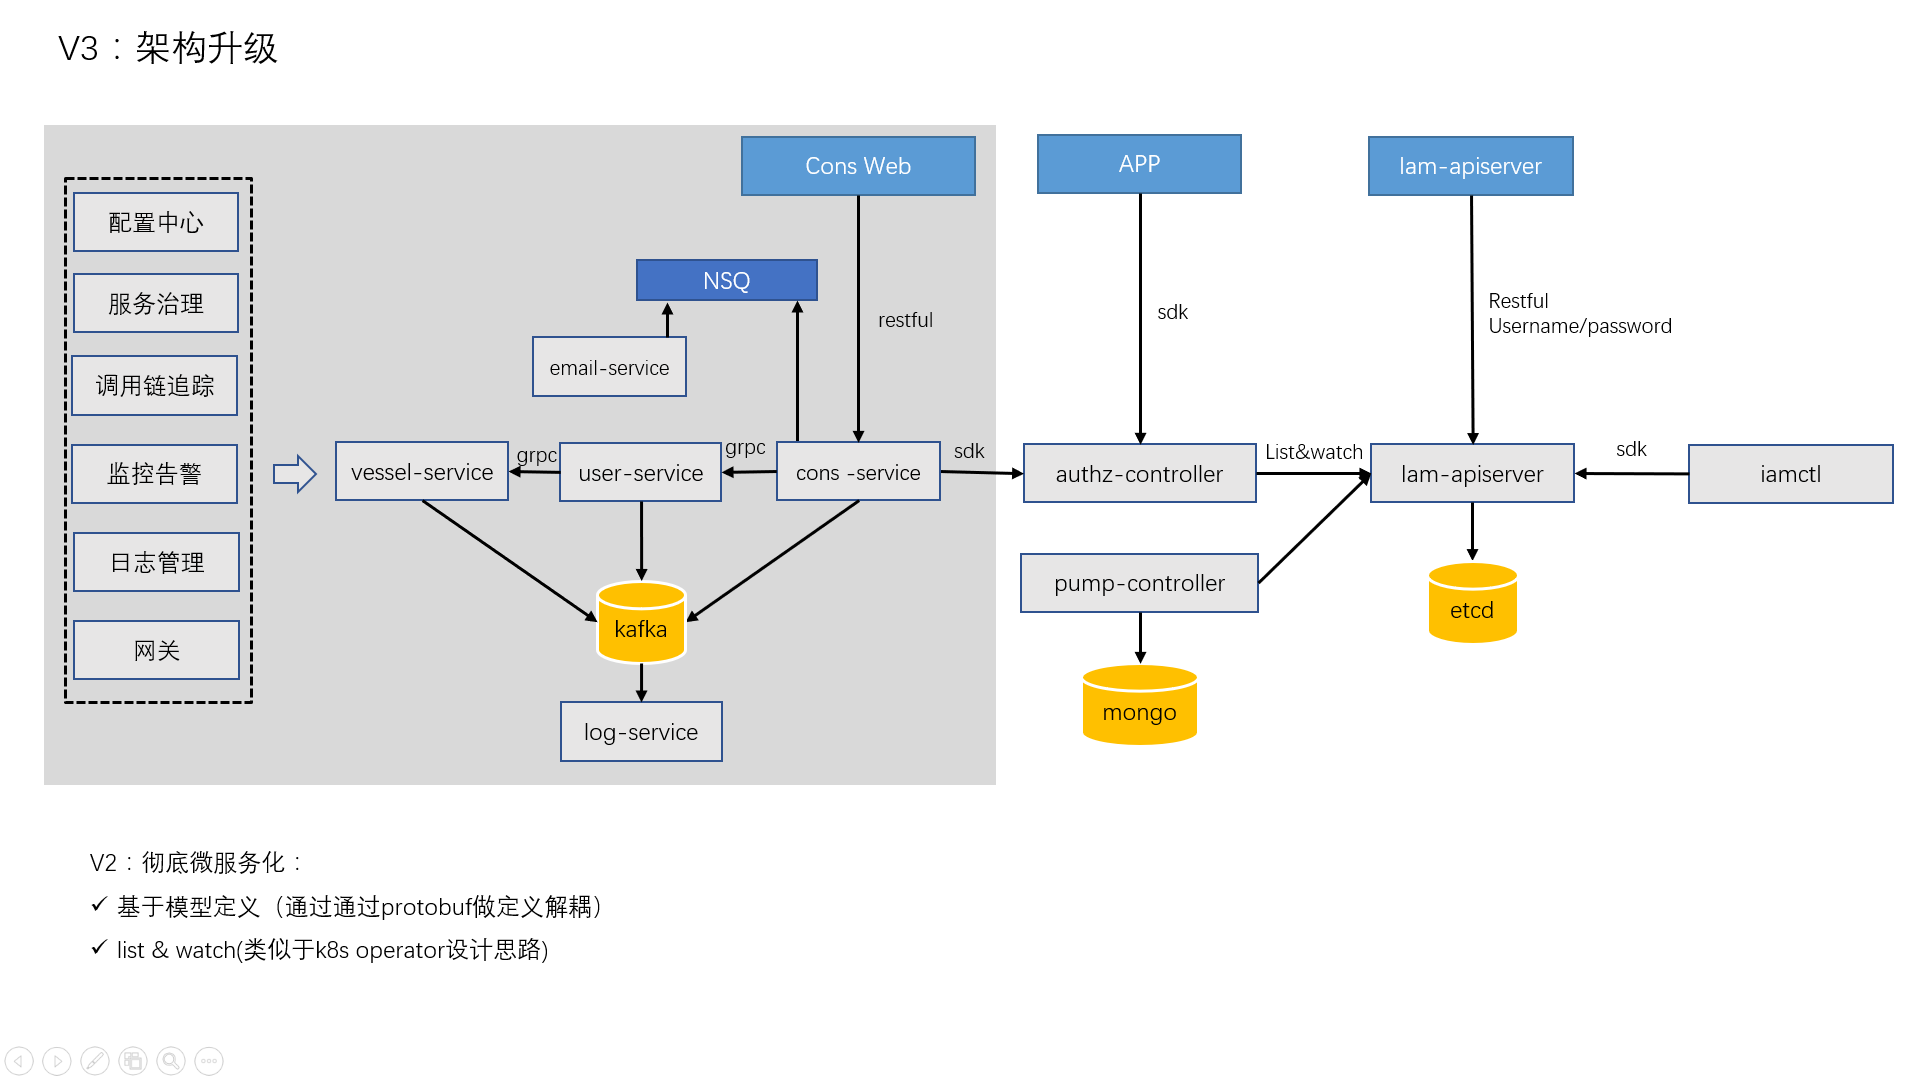 V3：架构升级
Cons Web
APP
lam-apiserver
配置中心
服务治理
调用链追踪
监控告警
日志管理
网关
NSQ
email-service
restful
sdk
Restful
Username/password
vessel-service
grpc
user-service
grpc
cons -service
sdk
authz-controller
List&watch
lam-apiserver
sdk
iamctl
pump-controller
kafka
etcd
mongo
log-service
V2：彻底微服务化：
✓ 基于模型定义（通过通过protobuf做定义解耦）
✓ list & watch(类似于k8s operator设计思路)